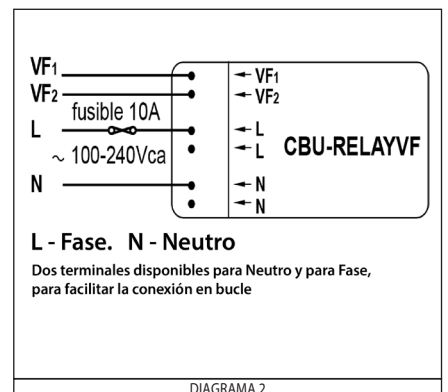 VF1
VF2
fusible 10A
L
~ 100-240Vca
N
VF1
VF2
L
L
N
N
CBU-RELAYVF
L - Fase. N - Neutro
Dos terminales disponibles para Neutro y para Fase,
para facilitar la conexión en bucle
DIAGRAMA 2